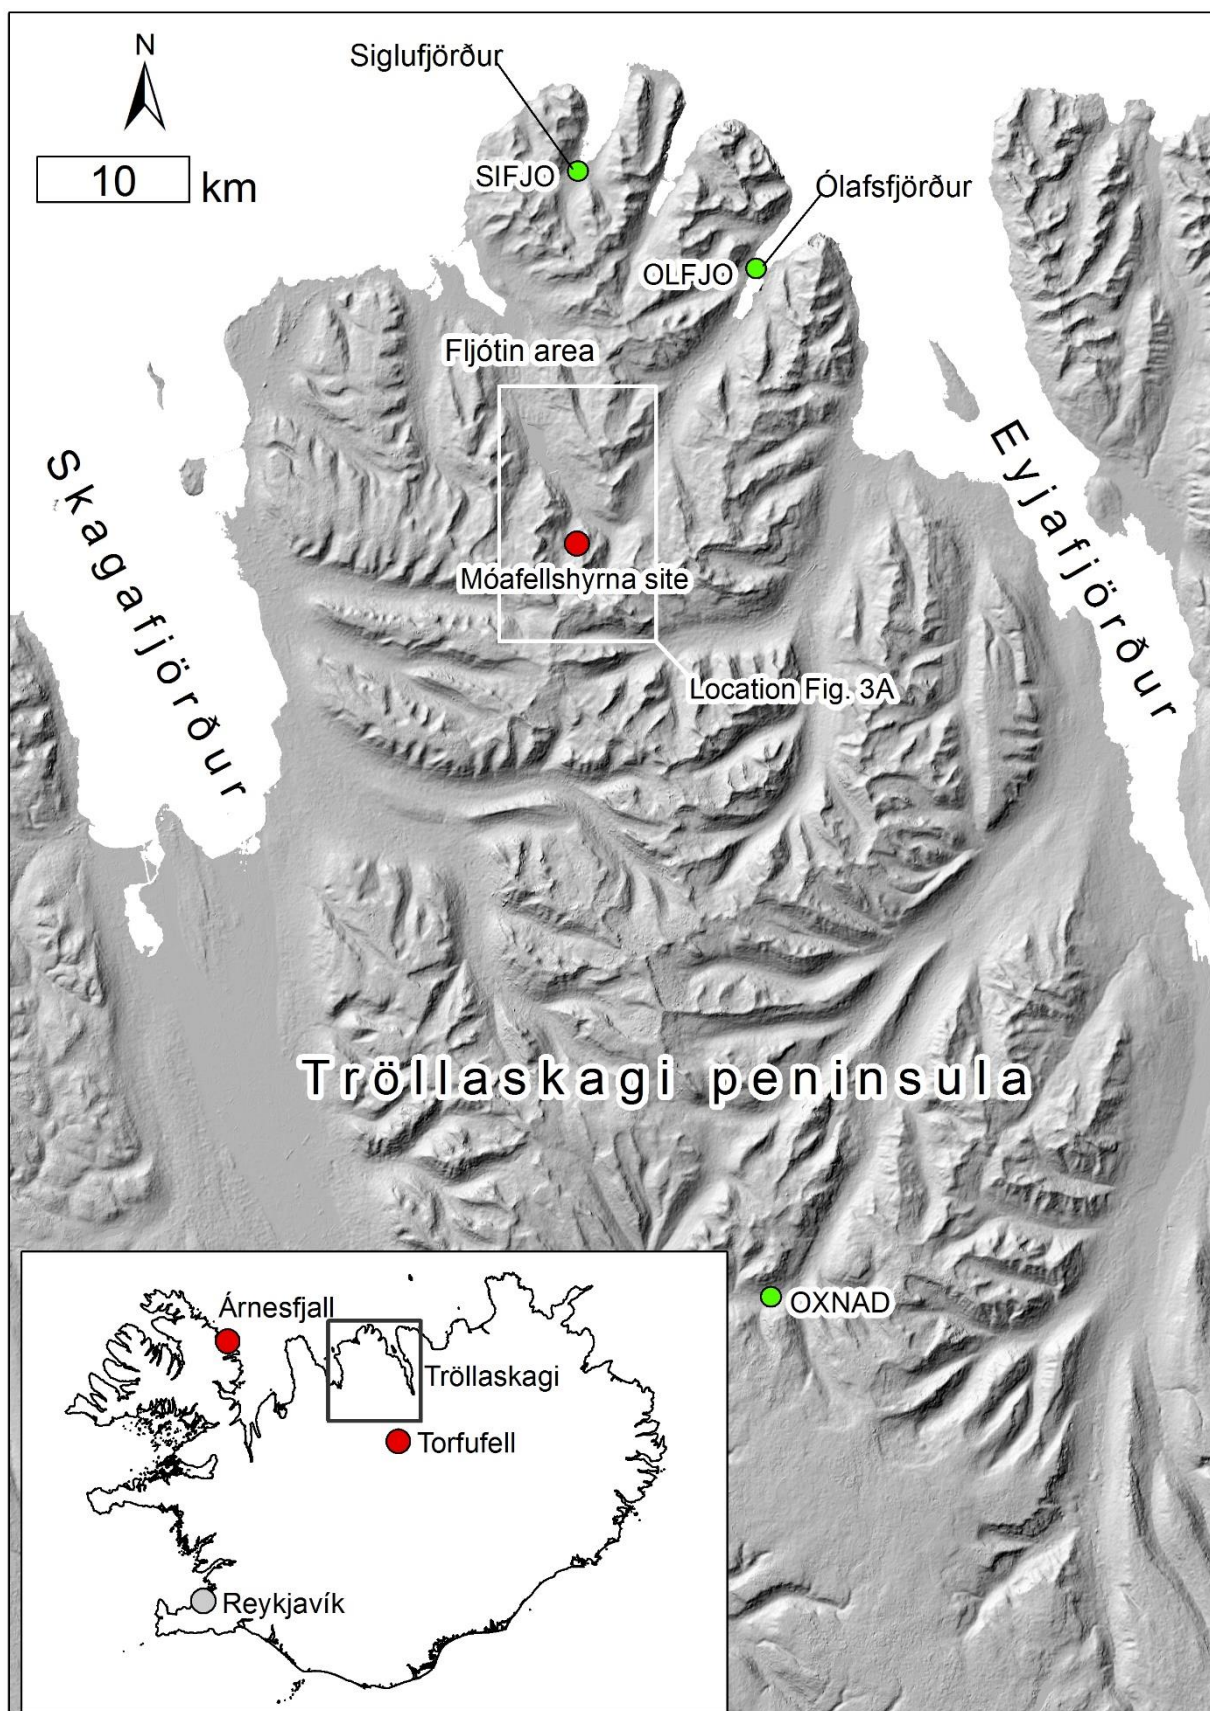 Siglufjörður
N
10 km
SIFJO
Ólafsfjörður
OLFJO
Fljótin area
Skagafjörður
Eyjafjörður
Móafellshyrna site
Location Fig. 3A
Tröllaskagi peninsula
OXNAD
Árnesfjall
Tröllaskagi
Torfufell
Reykjavík